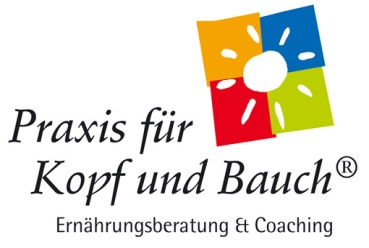 Praxis für
Kopf und Bauch®
Ernährungsberatung & Coaching